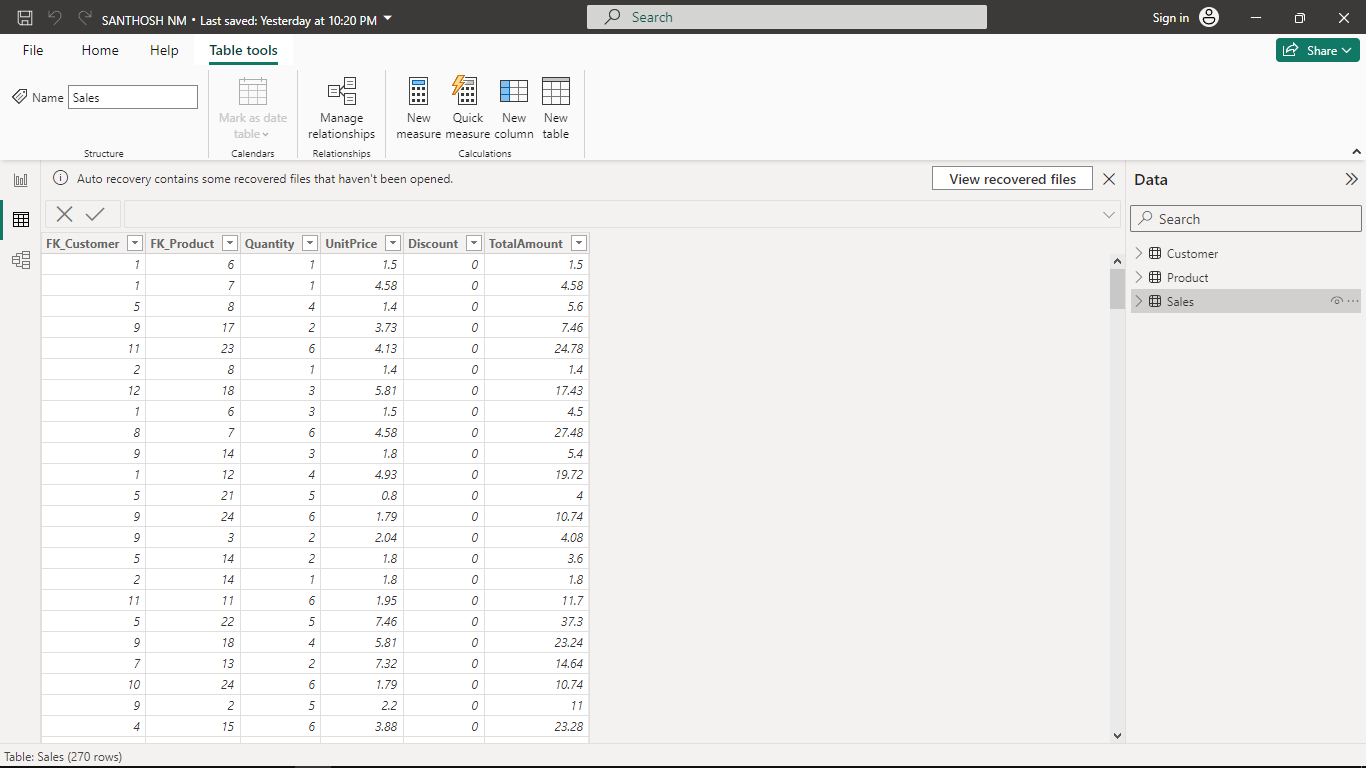 SANTHOSH NM • Last saved: Yesterday at 10:20 PM
Search
Sign in
File Home Help Table tools
Share
Name Sales
Mark as date table
Manage relationships
New measure
Quick measure
New column
New table
Structure
Calendars
Relationships
Calculations
Auto recovery contains some recovered files that haven't been opened.
View recovered files
FK_Customer FK_Product Quantity UnitPrice Discount TotalAmount
1 6 1 1.5 0 1.5
1 7 1 4.58 0 4.58
5 8 4 1.4 0 5.6
9 17 2 3.73 0 7.46
11 23 6 4.13 0 24.78
2 8 1 1.4 0 1.4
12 18 3 5.81 0 17.43
1 6 3 1.5 0 4.5
8 7 6 4.58 0 27.48
9 14 3 1.8 0 5.4
1 12 4 4.93 0 19.72
5 21 5 0.8 0 4
9 24 6 1.79 0 10.74
9 3 2 2.04 0 4.08
5 14 2 1.8 0 3.6
2 14 1 1.8 0 1.8
11 11 6 1.95 0 11.7
5 22 5 7.46 0 37.3
9 18 4 5.81 0 23.24
7 13 2 7.32 0 14.64
10 24 6 1.79 0 10.74
9 2 5 2.2 0 11
4 15 6 3.88 0 23.28
Data
Search
Customer
Product
Sales
Table: Sales (270 rows)